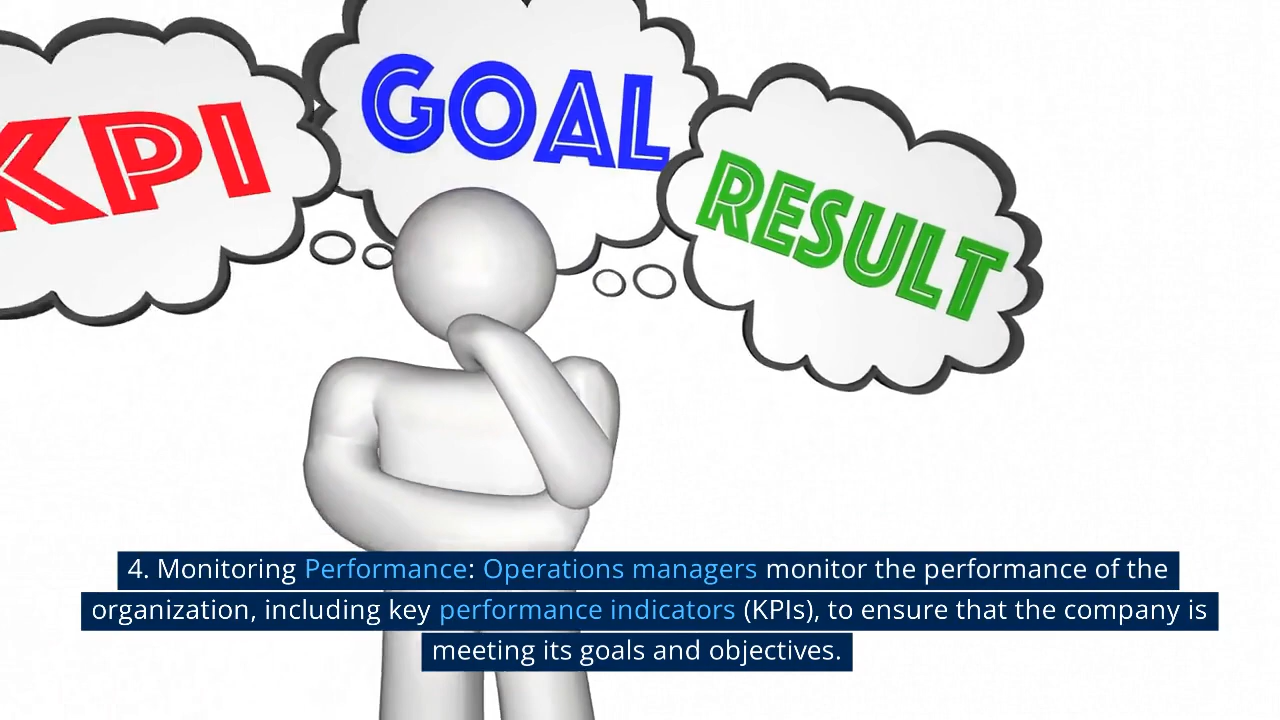 KPI
GOAL
RESULT
4. Monitoring Performance: Operations managers monitor the performance of the
organization, including key performance indicators (KPIs), to ensure that the company is
meeting its goals and objectives.